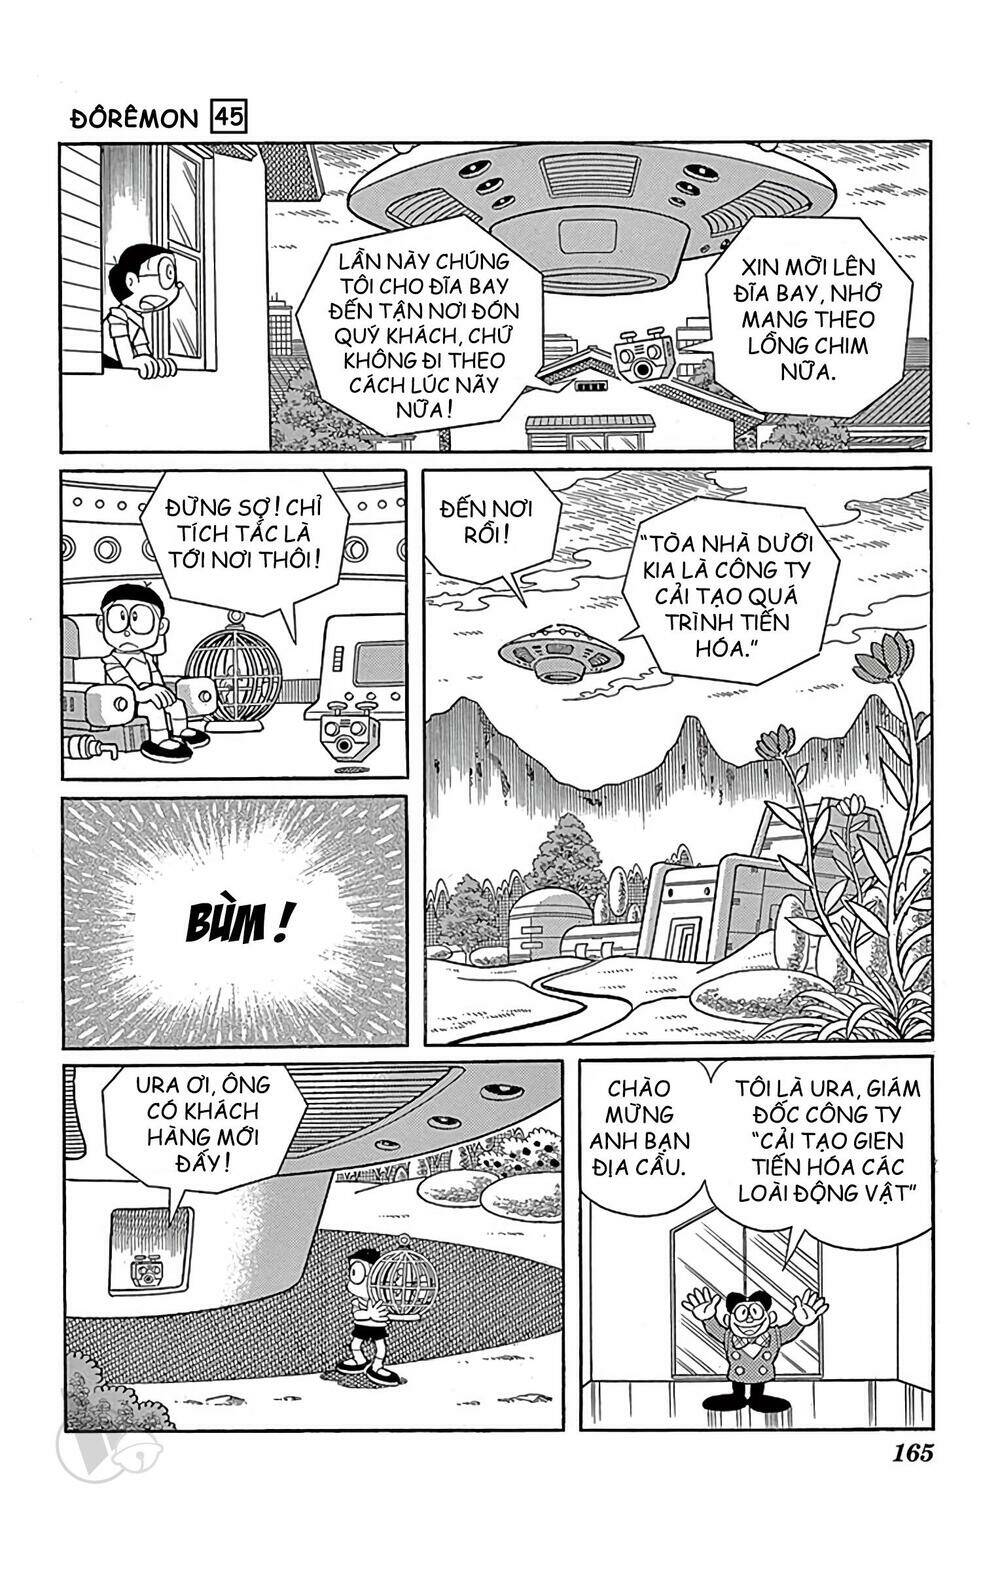 ĐÔRÊMON 45
LẦN NÀY CHÚNG
TÔI CHO ĐĨA BAY
ĐẾN TẬN NƠI ĐÓN
QUÝ KHÁCH, CHỨ
KHÔNG ĐI THEO
CÁCH LÚC NÃY
NỮA!
XIN MỜI LÊN
ĐĨA BAY, NHỚ
MANG THEO
LỒNG CHIM
NỮA.
ĐỪNG SỢ! CHỈ
TÍCH TẮC LÀ
TỚI NƠI THÔI!
BÙM!
ĐẾN NƠI
RỒI!
“TÒA NHÀ DƯỚI
KIA LÀ CÔNG TY
CẢI TẠO QUÁ
TRÌNH TIẾN
HÓA.”
URA ƠI, ÔNG
CÓ KHÁCH
HÀNG MỚI
ĐẤY!
CHÀO
MỪNG
ANH BẠN
ĐỊA CẦU.
TÔI LÀ URA, GIÁM
ĐỐC CÔNG TY
“CẢI TẠO GIEN
TIẾN HÓA CÁC
LOÀI ĐỘNG VẬT”
165